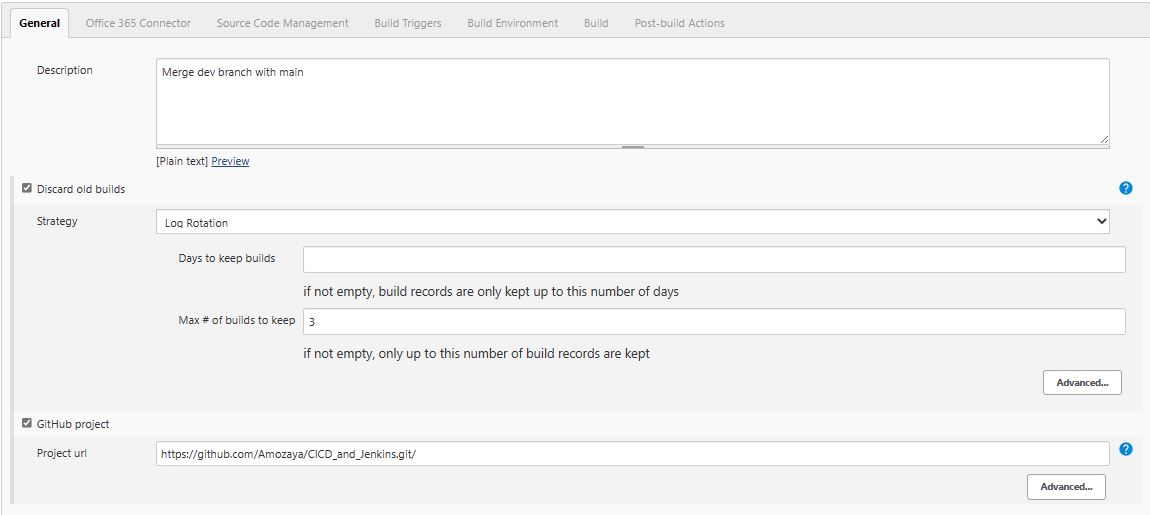 General Office 365 Connector Source Code Management Build Triggers Build Environment Build Post-build Actions
Description Merge dev branch with main
[Plain text] Preview
Discard old builds ?
Strategy Log Rotation
Days to keep builds
if not empty, build records are only kept up to this number of days
Max # of builds to keep 3
if not empty, only up to this number of build records are kept
Advanced...
GitHub project
Project url https://github.com/Amozaya/CICD_and_Jenkins.git/ ?
Advanced...